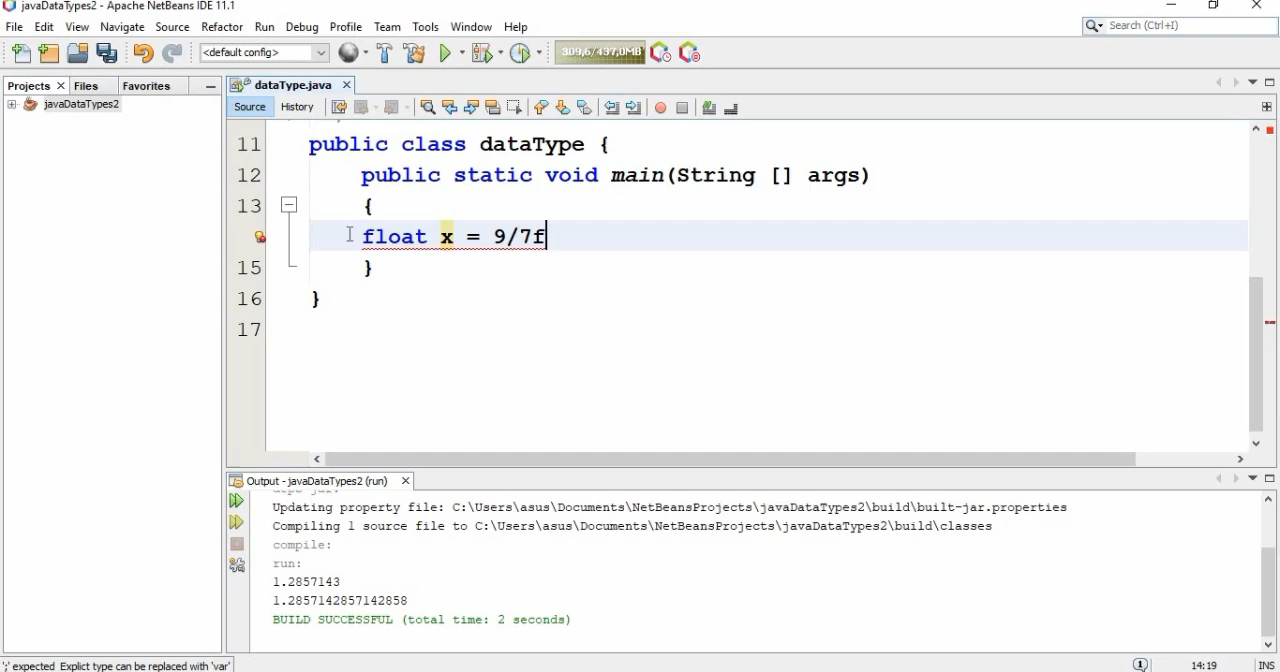 javaDataTypes2 - Apache NetBeans IDE 11.1
File Edit View Navigate Source Refactor Run Debug Profile Team Tools Window Help
Search (Ctrl+I)
<default config>
309,6/437,0MB
Projects Files Favorites
dataType.java
javaDataTypes2
Source History
11 public class dataType {
12 public static void main(String [] args)
13 {
float x = 9/7f
15 }
16 }
17
Output - javaDataTypes2 (run)
Updating property file: C:\Users\asus\Documents\NetBeansProjects\javaDataTypes2\build\built-jar.properties
Compiling 1 source file to C:\Users\asus\Documents\NetBeansProjects\javaDataTypes2\build\classes
compile:
run:
1.2857143
1.2857142857142858
BUILD SUCCESSFUL (total time: 2 seconds)
';' expected Explict type can be replaced with 'var'
1
14:19
INS